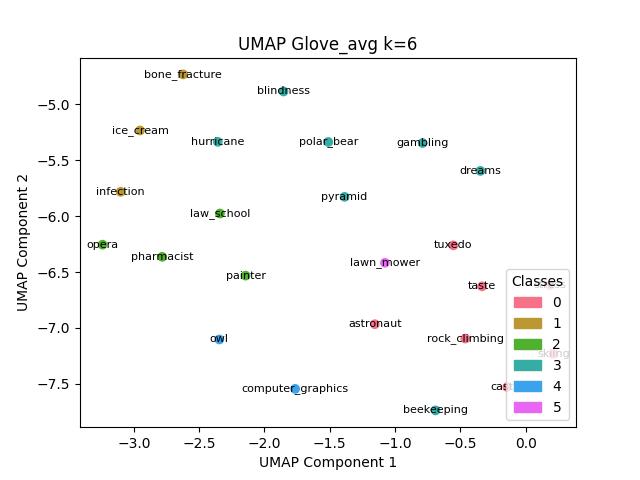 UMAP Glove_avg k=6
bone_fracture
blindness
−5.0
ice_cream
hurricane
polar_bear
gambling
−5.5
dreams
infection
pyramid
−6.0
law_school
opera
tuxedo
pharmacist
lawn_mower
−6.5
painter
taste
Classes
0
1
2
3
4
5
astronaut
−7.0
owl
rock_climbing
skiing
−7.5
computer_graphics
beekeeping
UMAP Component 2
−3.0 −2.5 −2.0 −1.5 −1.0 −0.5 0.0
UMAP Component 1